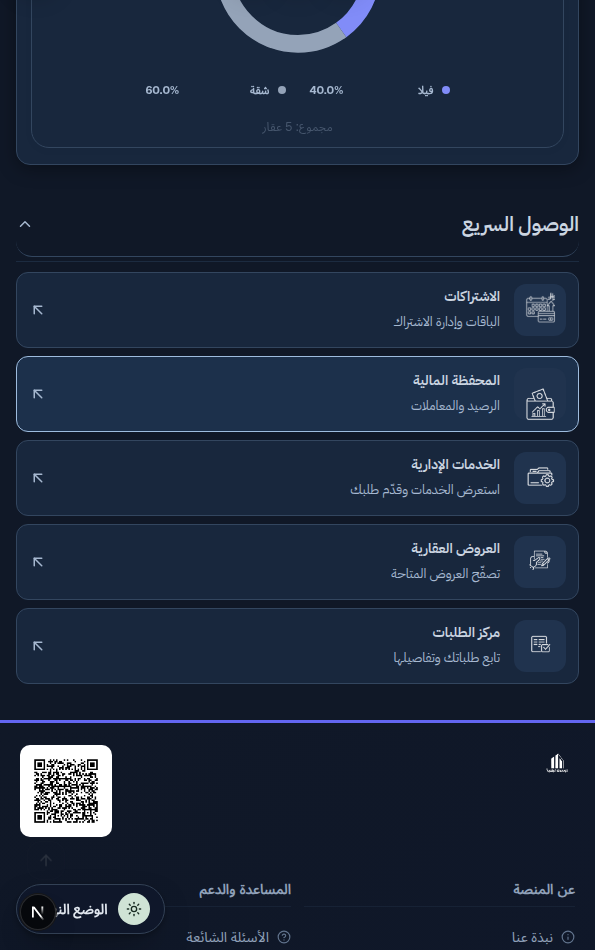 فيلا 40.0% شقة 60.0%
مجموع: 5 عقار
الوصول السريع
الاشتراكات
الباقات وإدارة الاشتراك
المحفظة المالية
الرصيد والمعاملات
الخدمات الإدارية
استعرض الخدمات وقدّم طلبك
العروض العقارية
تصفّح العروض المتاحة
مركز الطلبات
تابع طلباتك وتفاصيلها
عن المنصة
المساعدة والدعم
الوضع
N
نبذة عنا
الأسئلة الشائعة